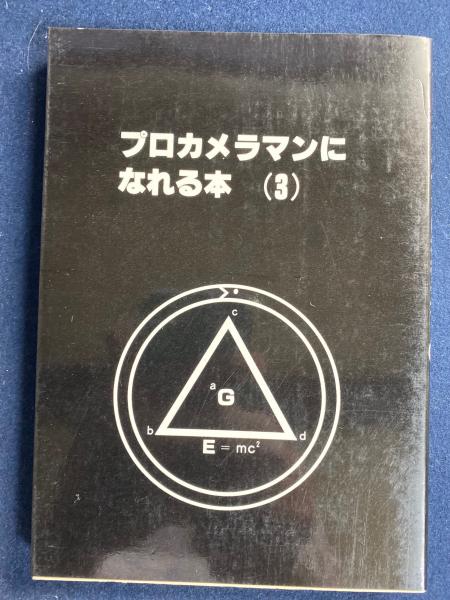 プロカメラマンに
なれる本 (3)
c
a G
b d
E = mc²